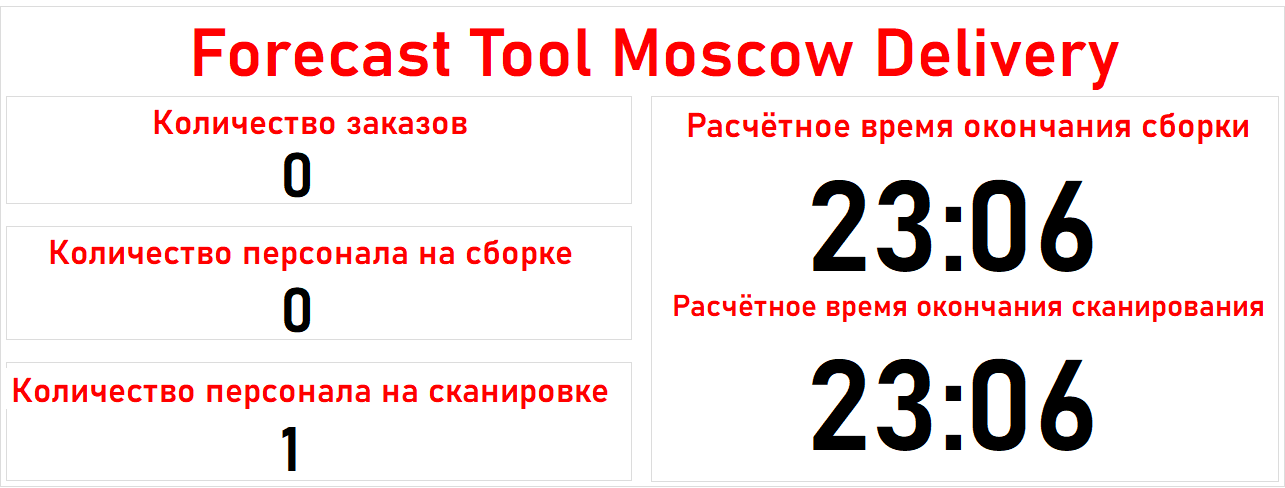 Forecast Tool Moscow Delivery
Количество заказов
0
Количество персонала на сборке
0
Количество персонала на сканировке
1
Расчётное время окончания сборки
23:06
Расчётное время окончания сканирования
23:06